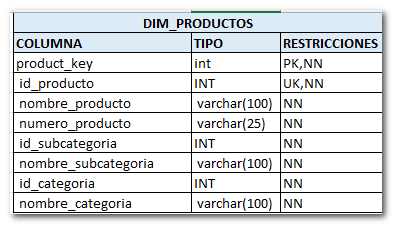 DIM_PRODUCTOS
COLUMNA TIPO RESTRICCIONES
product_key int PK,NN
id_producto INT UK,NN
nombre_producto varchar(100) NN
numero_producto varchar(25) NN
id_subcategoria INT NN
nombre_subcategoria varchar(100) NN
id_categoria INT NN
nombre_categoria varchar(100) NN